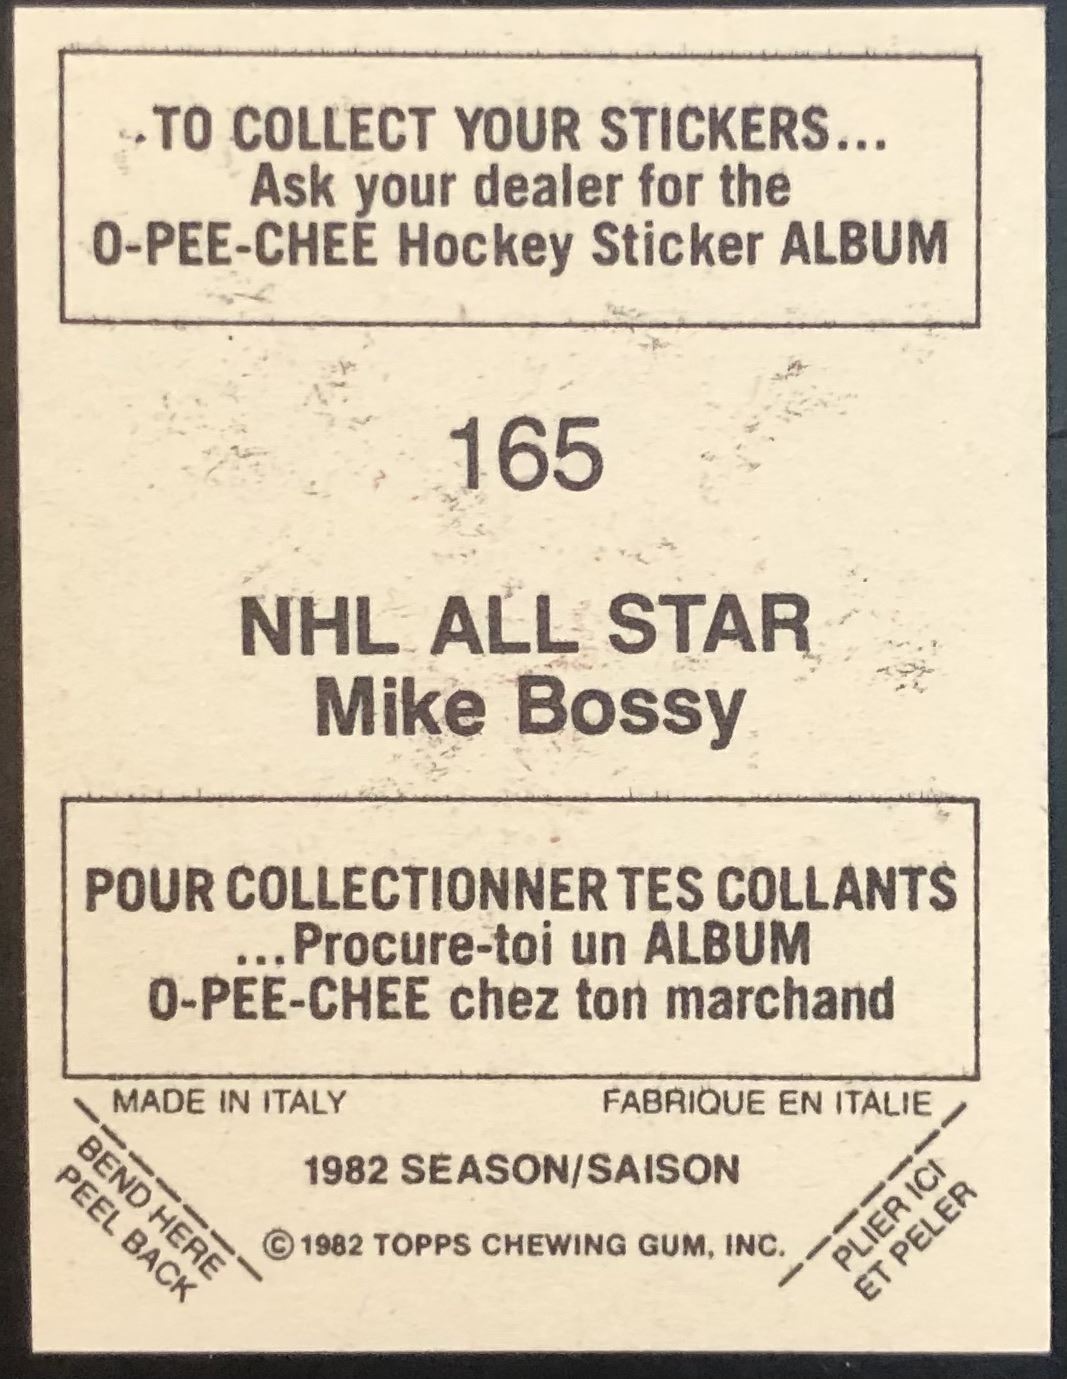 TO COLLECT YOUR STICKERS...
Ask your dealer for the
O-PEE-CHEE Hockey Sticker ALBUM
165
NHL ALL STAR
Mike Bossy
POUR COLLECTIONNER TES COLLANTS
...Procure-toi un ALBUM
O-PEE-CHEE chez ton marchand
MADE IN ITALY
FABRIQUE EN ITALIE
BEND HERE
PEEL BACK
1982 SEASON/SAISON
© 1982 TOPPS CHEWING GUM, INC.
PLIER ICI
ET PELER